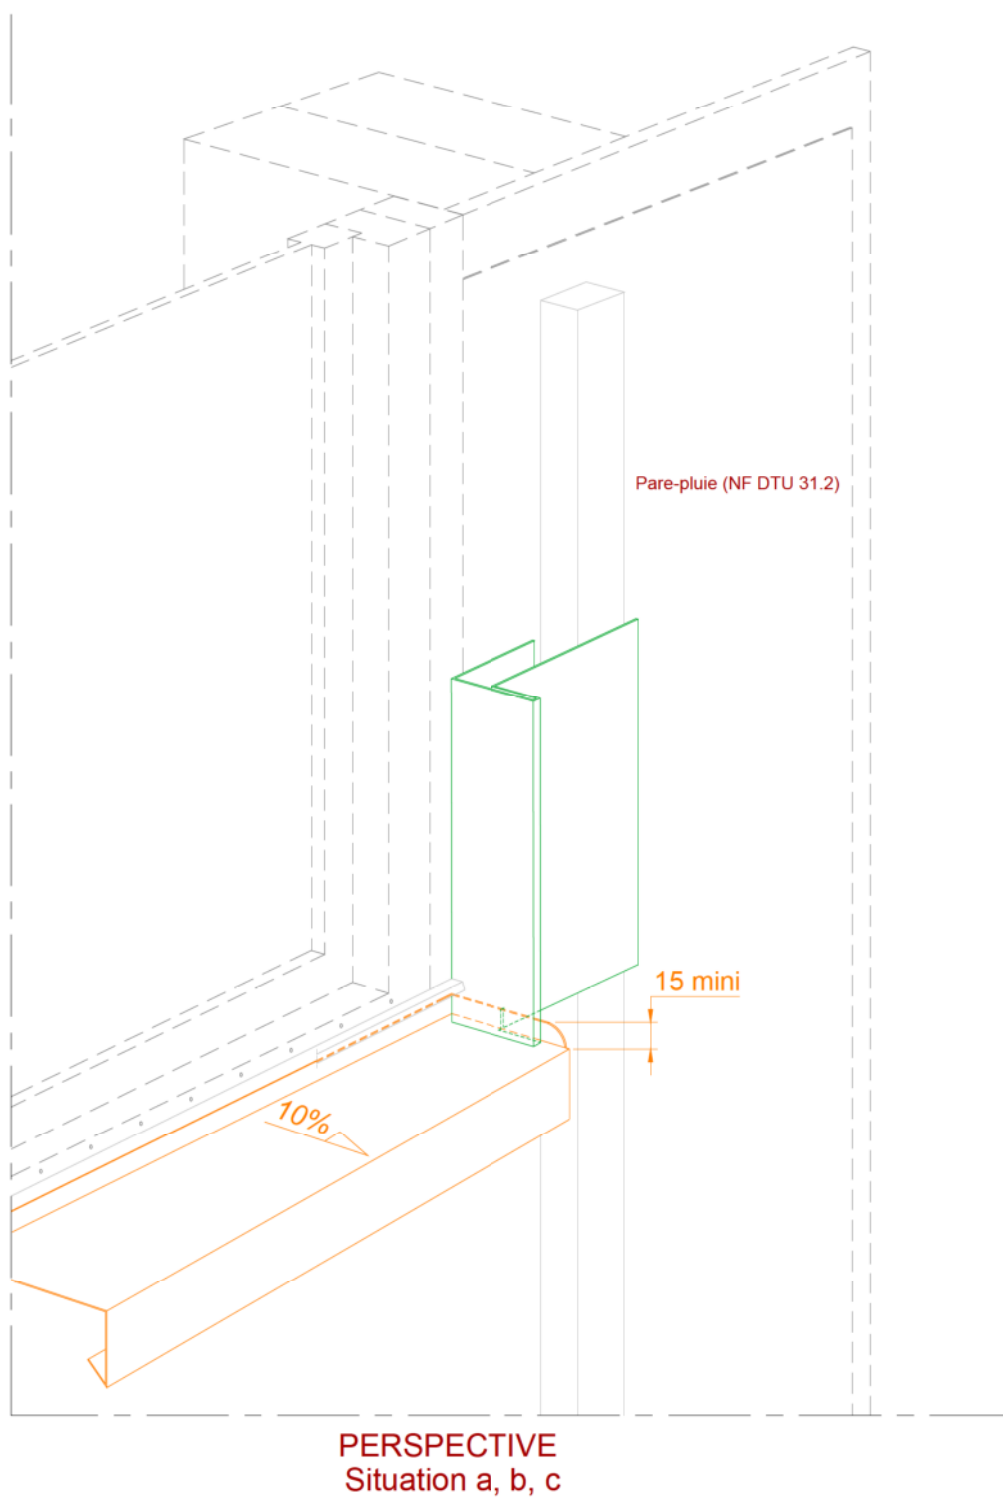 Pare-pluie (NF DTU 31.2)
15 mini
10%
PERSPECTIVE
Situation a, b, c